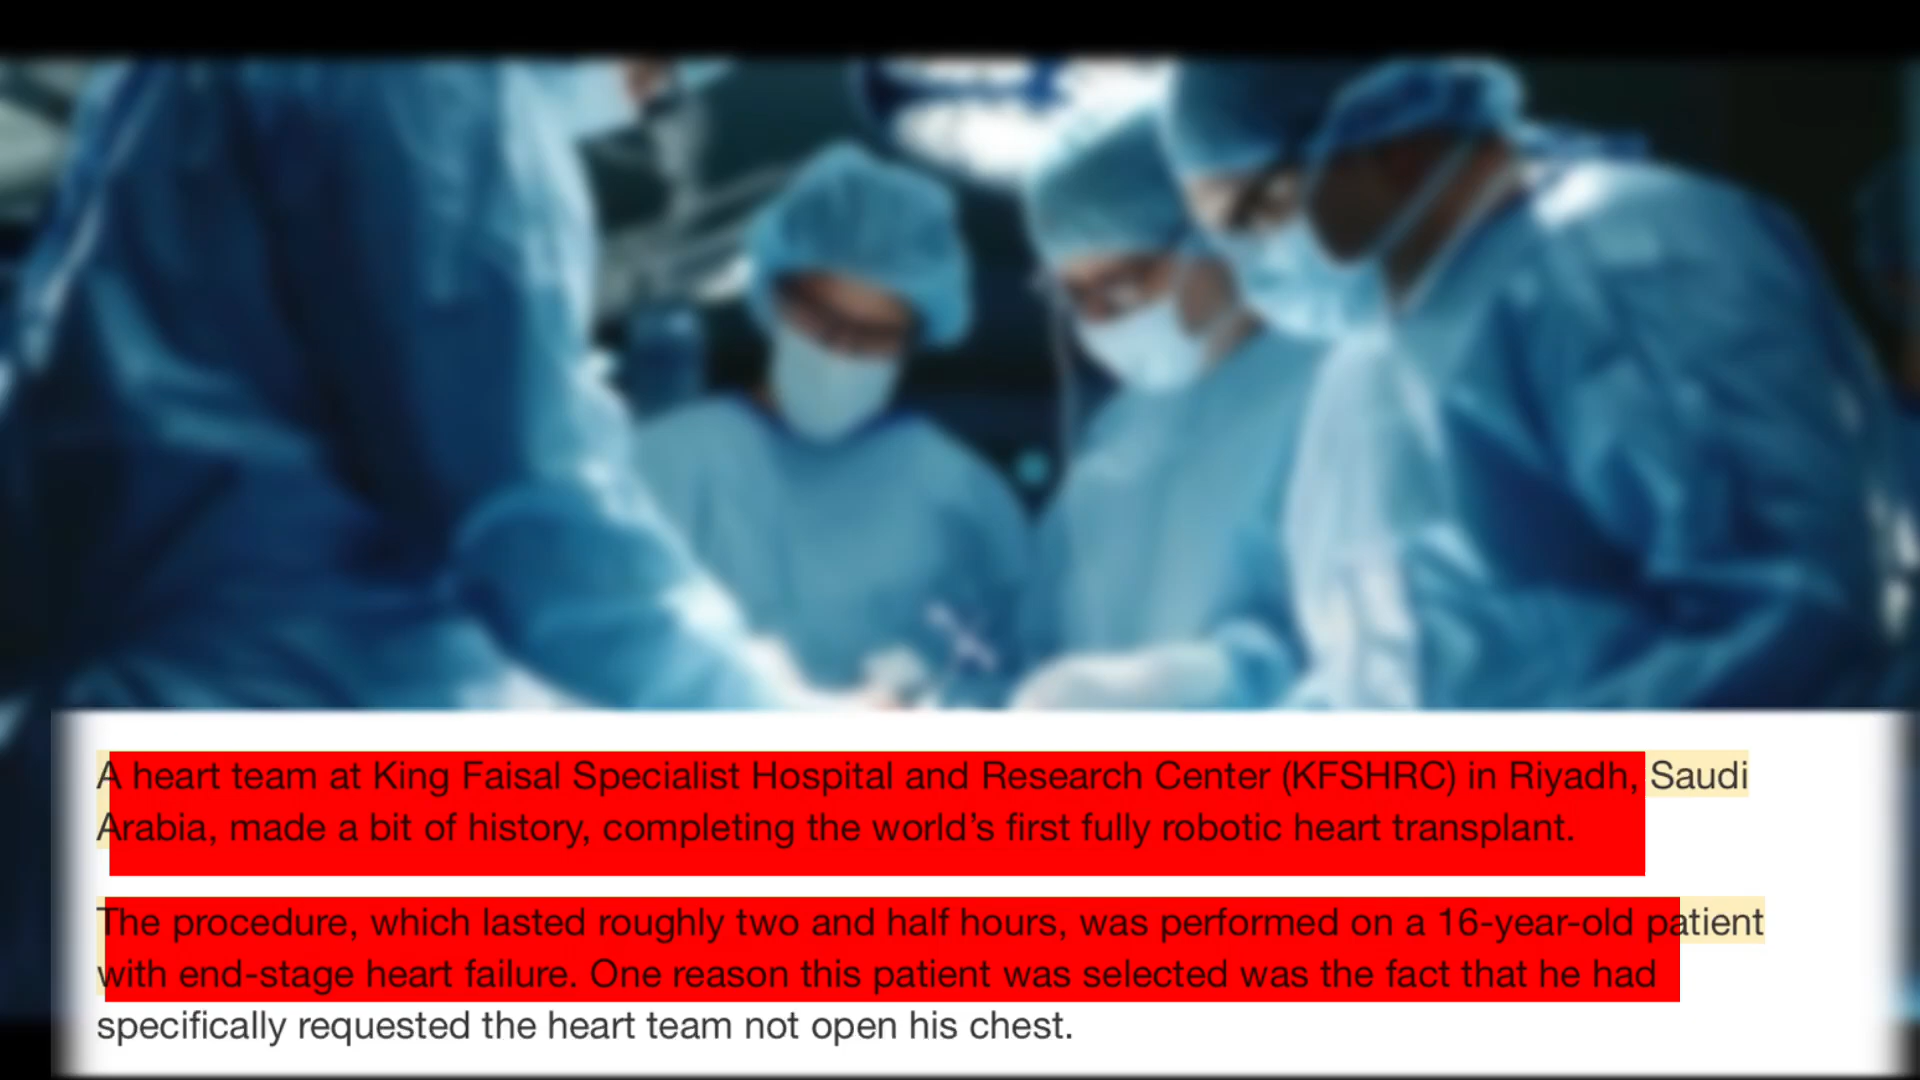 A heart team at King Faisal Specialist Hospital and Research Center (KFSHRC) in Riyadh, Saudi
Arabia, made a bit of history, completing the world’s first fully robotic heart transplant.
The procedure, which lasted roughly two and half hours, was performed on a 16-year-old patient
with end-stage heart failure. One reason this patient was selected was the fact that he had
specifically requested the heart team not open his chest.